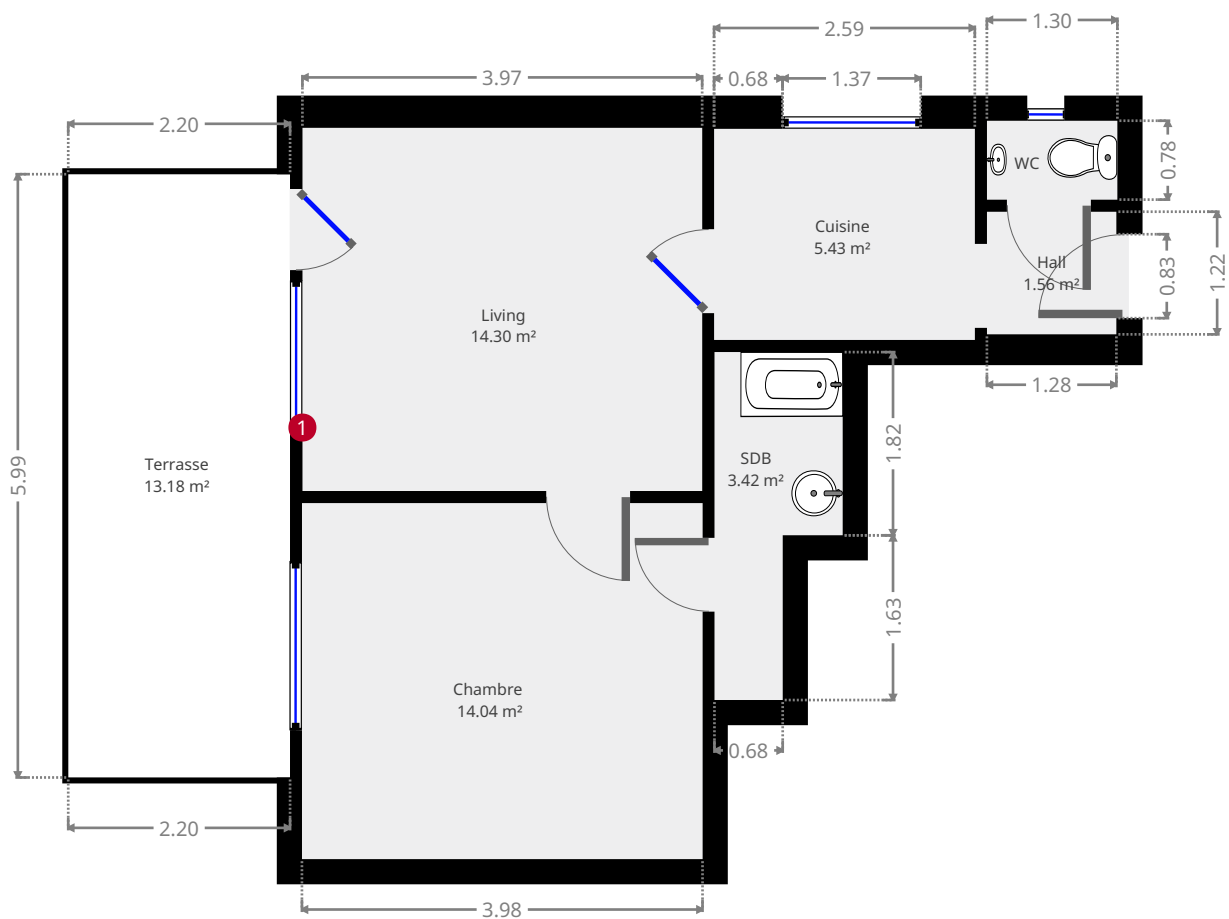 1.30
2.59
3.97
0.68
1.37
2.20
WC
0.78
Cuisine
5.43 m²
Hall
1.56 m²
0.83
1.22
Living
14.30 m²
1.28
1
1.82
SDB
3.42 m²
Terrasse
13.18 m²
5.99
1.63
Chambre
14.04 m²
0.68
2.20
3.98